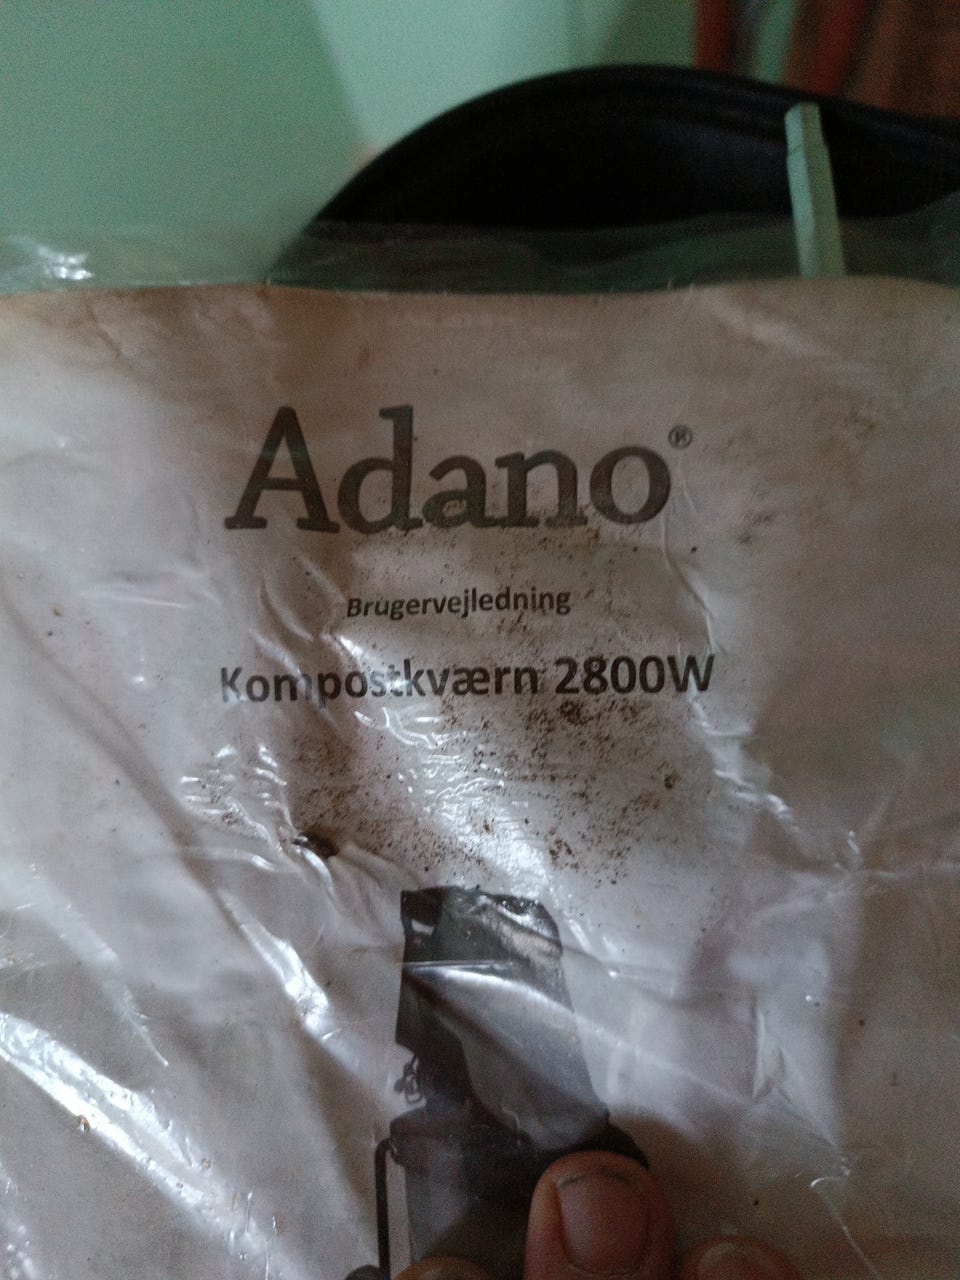 Adano®
Brugervejledning
Kompostkværn 2800W